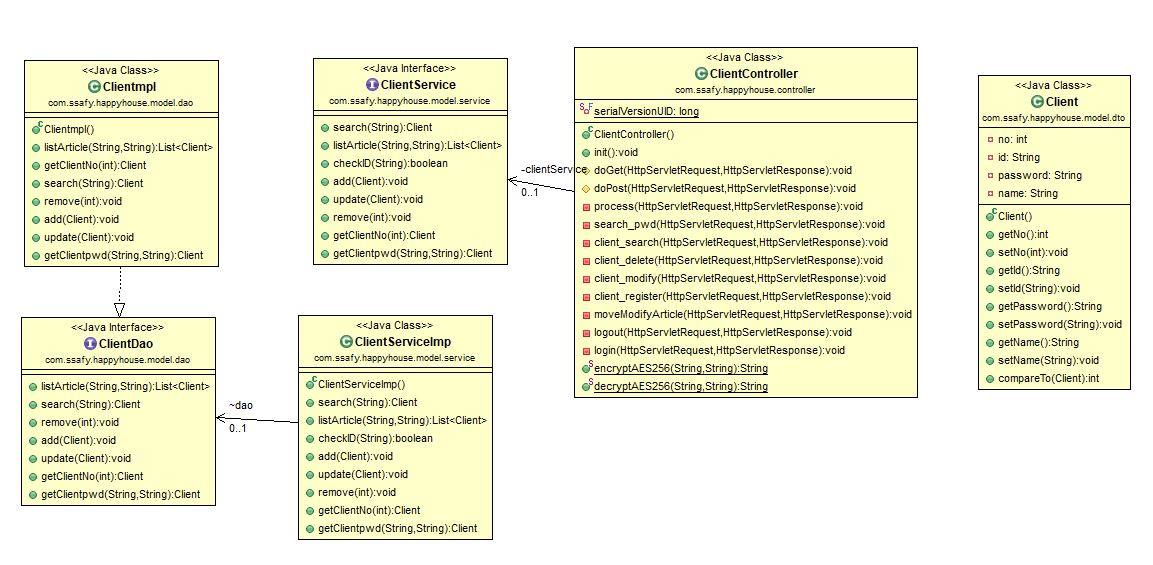 <<Java Class>>
ClientmpI
com.ssafy.happyhouse.model.dao
ClientmpI()
listArticle(String,String):List<Client>
getClientNo(int):Client
search(String):Client
remove(int):void
add(Client):void
update(Client):void
getClientpwd(String,String):Client
<<Java Interface>>
ClientDao
com.ssafy.happyhouse.model.dao
listArticle(String,String):List<Client>
search(String):Client
remove(int):void
add(Client):void
update(Client):void
getClientNo(int):Client
getClientpwd(String,String):Client
<<Java Interface>>
ClientService
com.ssafy.happyhouse.model.service
search(String):Client
listArticle(String,String):List<Client>
checkID(String):boolean
add(Client):void
update(Client):void
remove(int):void
getClientNo(int):Client
getClientpwd(String,String):Client
<<Java Class>>
ClientServiceImp
com.ssafy.happyhouse.model.service
ClientServiceImp()
search(String):Client
listArticle(String,String):List<Client>
checkID(String):boolean
add(Client):void
update(Client):void
remove(int):void
getClientNo(int):Client
getClientpwd(String,String):Client
~dao
0..1
-clientService
0..1
<<Java Class>>
ClientController
com.ssafy.happyhouse.controller
serialVersionUID: long
ClientController()
init():void
doGet(HttpServletRequest,HttpServletResponse):void
doPost(HttpServletRequest,HttpServletResponse):void
process(HttpServletRequest,HttpServletResponse):void
search_pwd(HttpServletRequest,HttpServletResponse):void
client_search(HttpServletRequest,HttpServletResponse):void
client_delete(HttpServletRequest,HttpServletResponse):void
client_modify(HttpServletRequest,HttpServletResponse):void
client_register(HttpServletRequest,HttpServletResponse):void
moveModifyArticle(HttpServletRequest,HttpServletResponse):void
logout(HttpServletRequest,HttpServletResponse):void
login(HttpServletRequest,HttpServletResponse):void
encryptAES256(String,String):String
decryptAES256(String,String):String
<<Java Class>>
Client
com.ssafy.happyhouse.model.dto
no: int
id: String
password: String
name: String
Client()
getNo():int
setNo(int):void
getId():String
setId(String):void
getPassword():String
setPassword(String):void
getName():String
setName(String):void
compareTo(Client):int